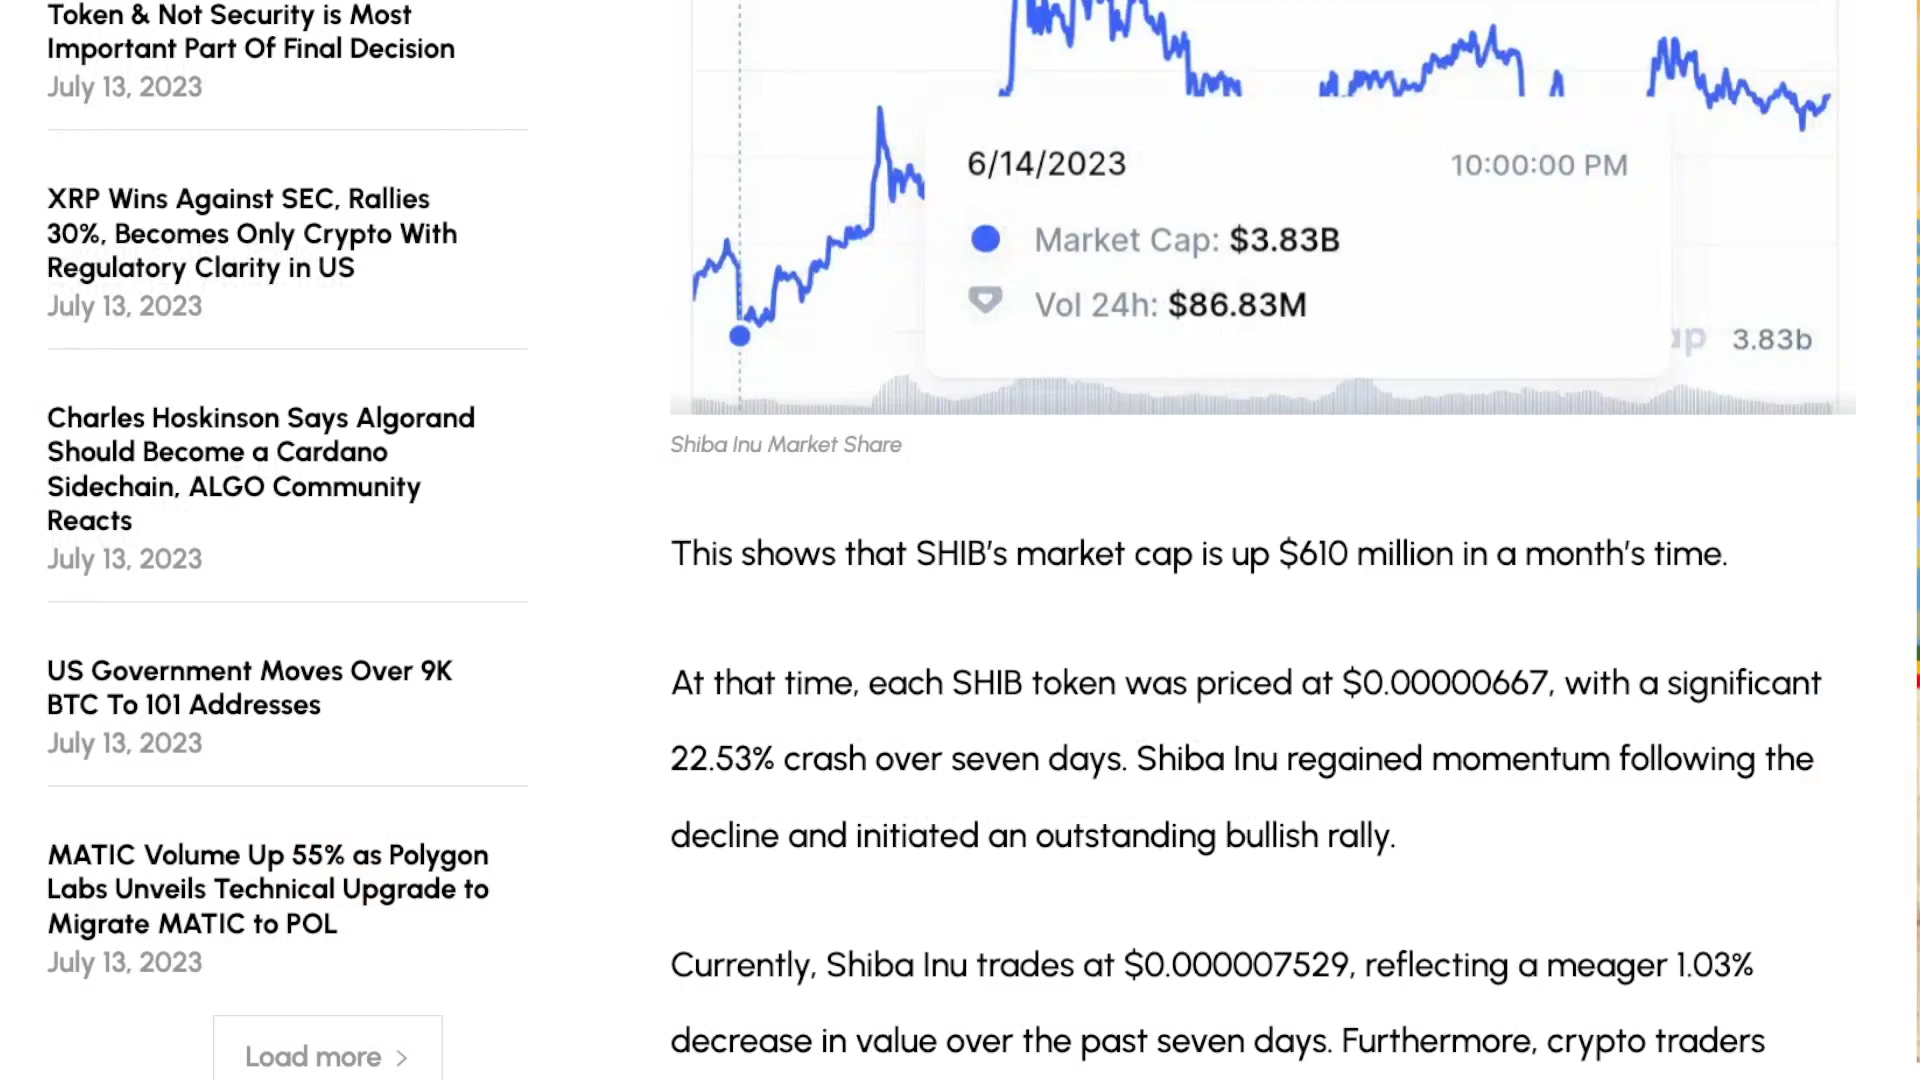 Token & Not Security is Most
Important Part Of Final Decision
July 13, 2023
XRP Wins Against SEC, Rallies
30%, Becomes Only Crypto With
Regulatory Clarity in US
July 13, 2023
Charles Hoskinson Says Algorand
Should Become a Cardano
Sidechain, ALGO Community
Reacts
July 13, 2023
US Government Moves Over 9K
BTC To 101 Addresses
July 13, 2023
MATIC Volume Up 55% as Polygon
Labs Unveils Technical Upgrade to
Migrate MATIC to POL
July 13, 2023
Load more >
6/14/2023 10:00:00 PM
Market Cap: $3.83B
Vol 24h: $86.83M
3.83b
Shiba Inu Market Share
This shows that SHIB’s market cap is up $610 million in a month’s time.
At that time, each SHIB token was priced at $0.00000667, with a significant
22.53% crash over seven days. Shiba Inu regained momentum following the
decline and initiated an outstanding bullish rally.
Currently, Shiba Inu trades at $0.000007529, reflecting a meager 1.03%
decrease in value over the past seven days. Furthermore, crypto traders